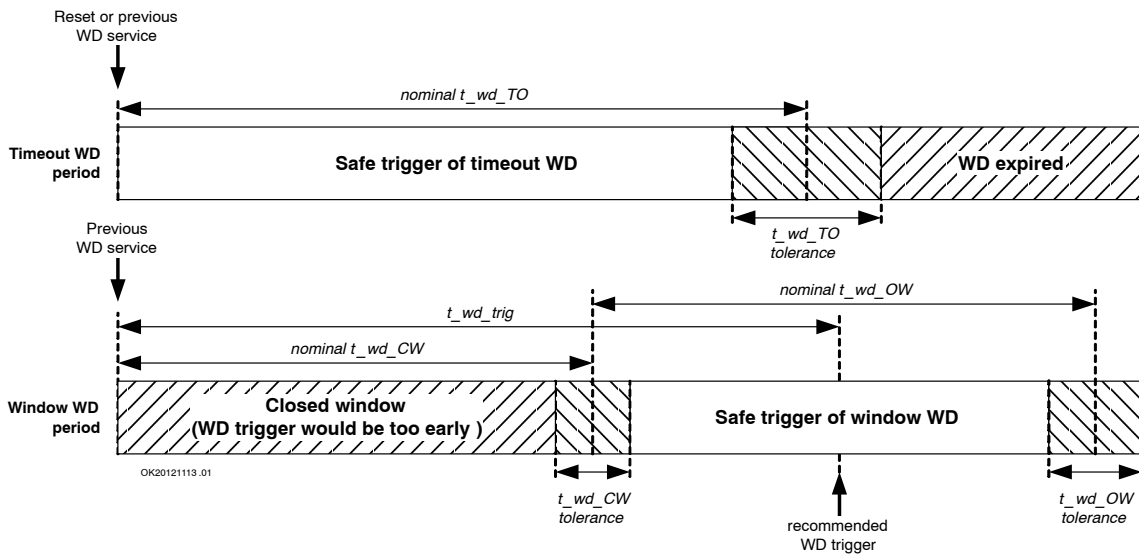 Reset or previous
WD service
nominal t_wd_TO
Timeout WD
period
Safe trigger of timeout WD
WD expired
t_wd_TO
tolerance
Previous
WD service
nominal t_wd_OW
t_wd_trig
nominal t_wd_CW
Window WD
period
Closed window
(WD trigger would be too early )
Safe trigger of window WD
OK20121113 .01
t_wd_CW
tolerance
recommended
WD trigger
t_wd_OW
tolerance